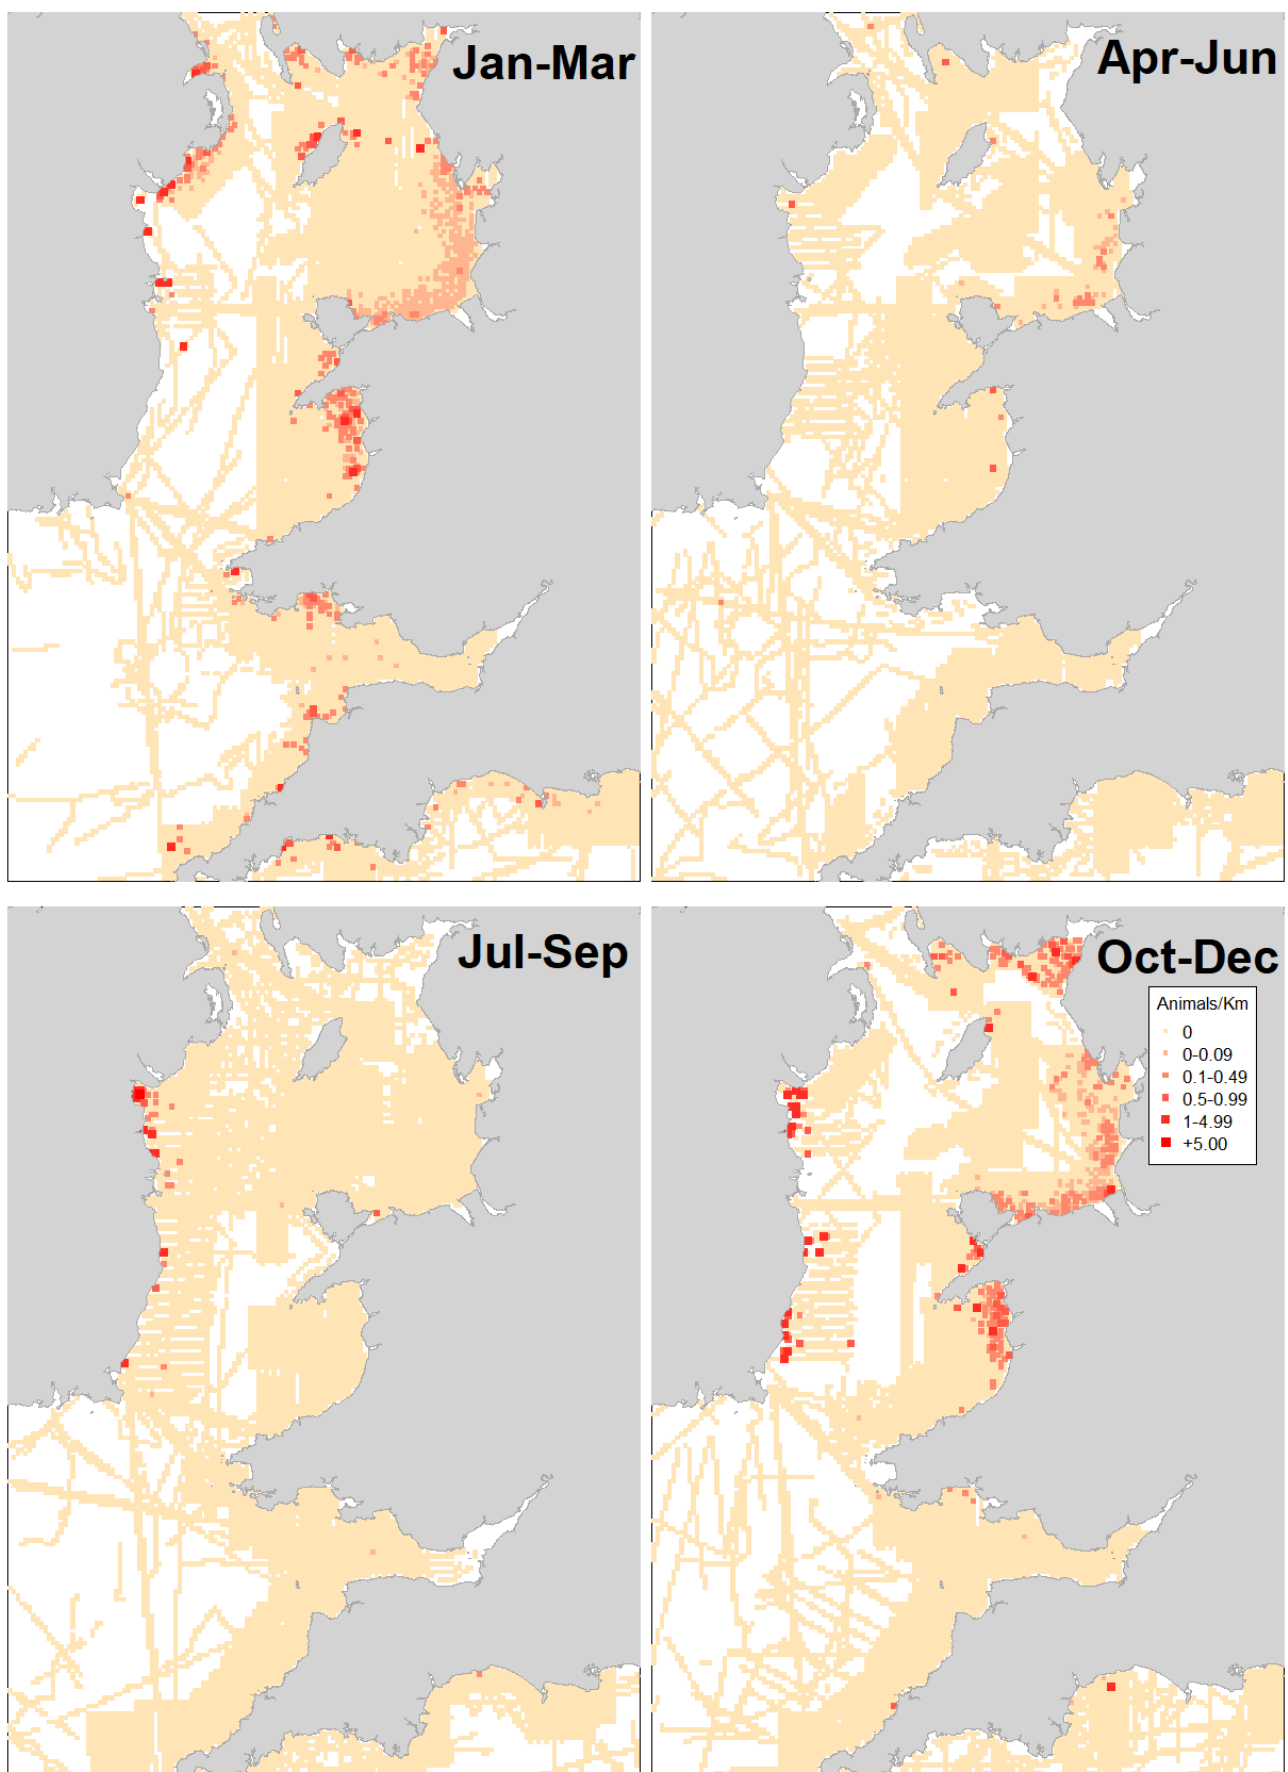 Jan-Mar
Apr-Jun
Jul-Sep
Oct-Dec
Animals/Km
0
0-0.09
0.1-0.49
0.5-0.99
1-4.99
+5.00